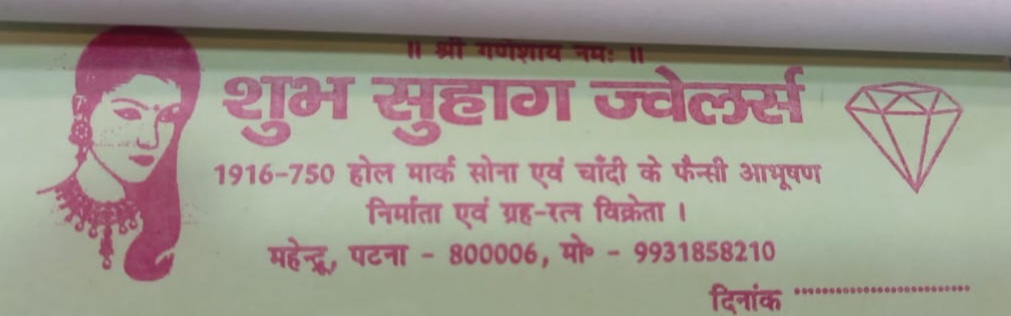 ॥ श्री गणेशाय नमः ॥
शुभ सुहाग ज्वेलर्स
1916-750 होल मार्क सोना एवं चाँदी के फैन्सी आभूषण
निर्माता एवं ग्रह-रत्न विक्रेता ।
महेन्द्रू, पटना - 800006, मो॰ - 9931858210
दिनांक ........................................